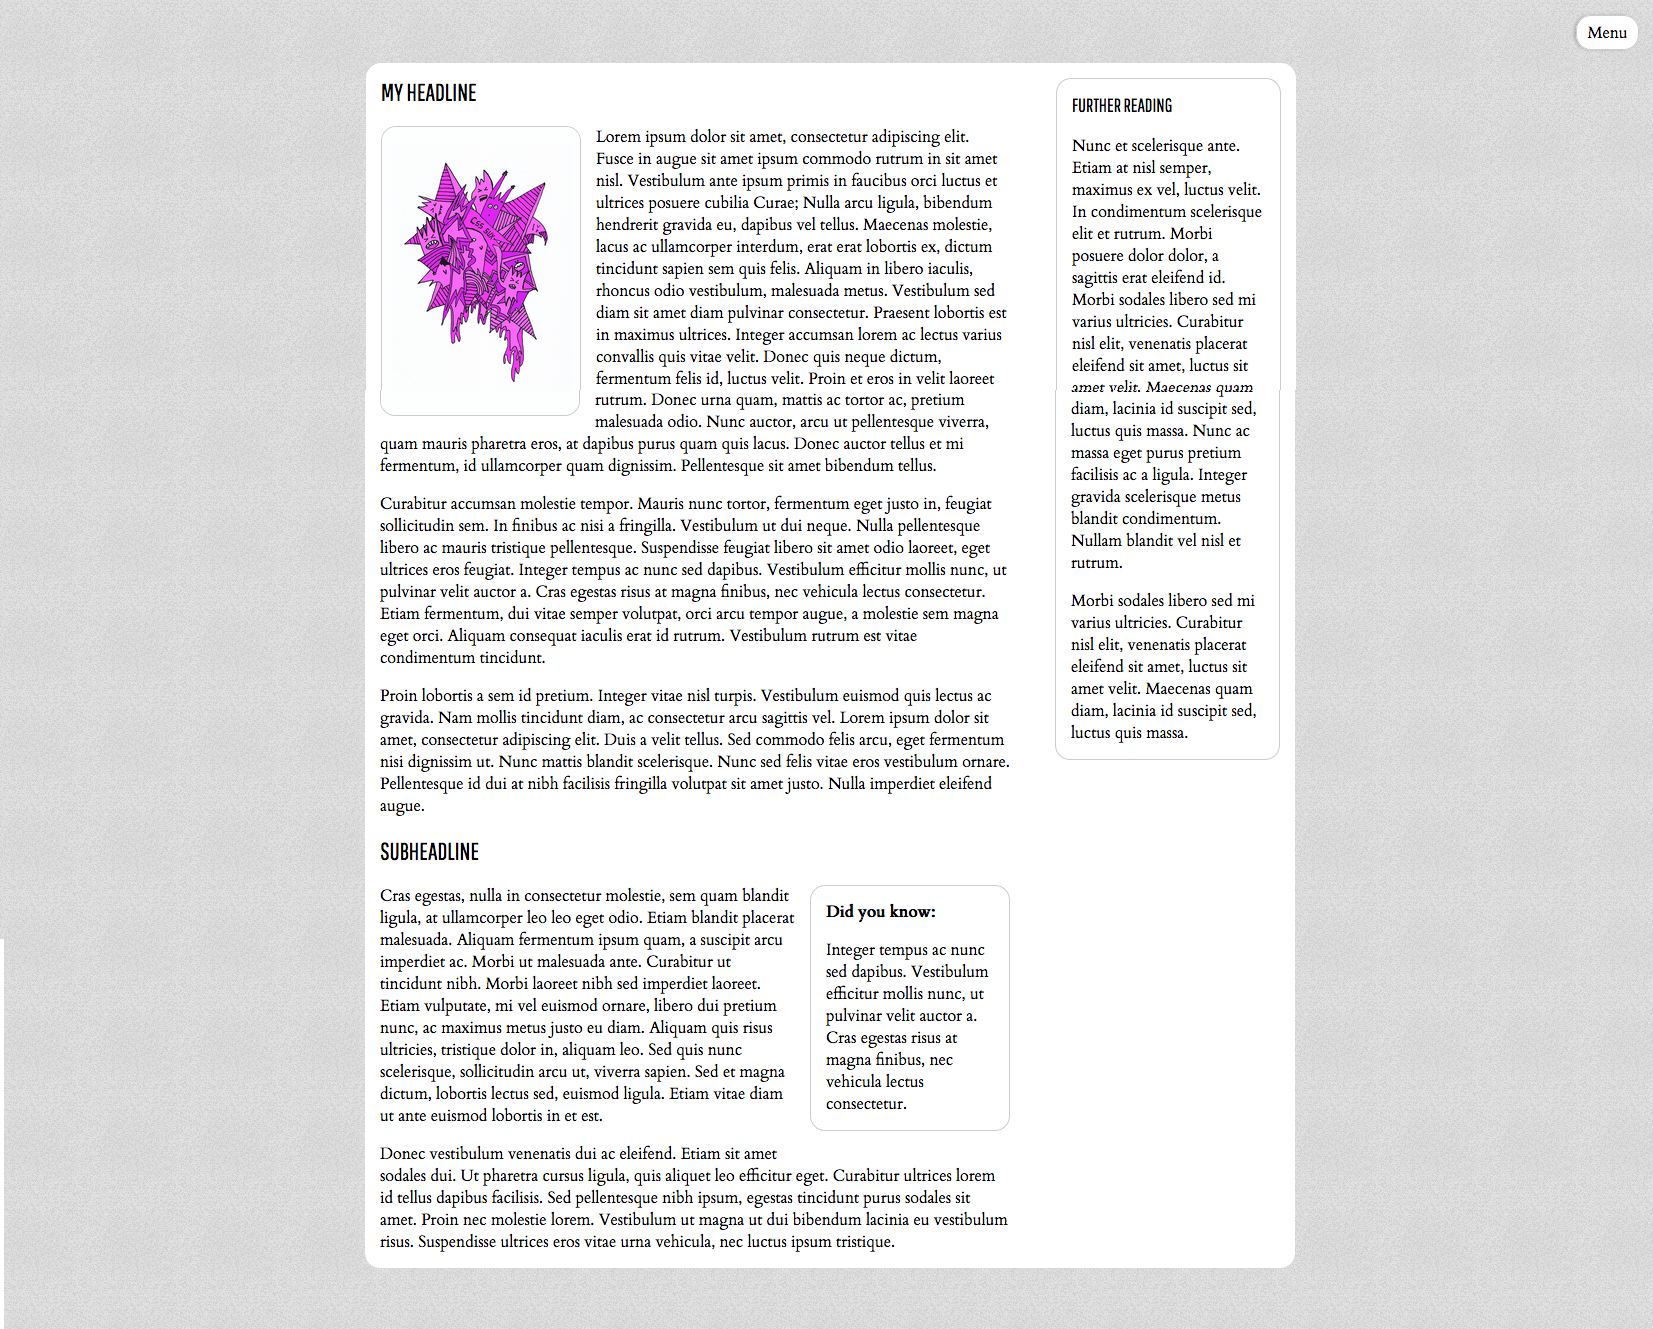 Menu
MY HEADLINE
Lorem ipsum dolor sit amet, consectetur adipiscing elit.
Fusce in augue sit amet ipsum commodo rutrum in sit amet
nisl. Vestibulum ante ipsum primis in faucibus orci luctus et
ultrices posuere cubilia Curae; Nulla arcu ligula, bibendum
hendrerit gravida eu, dapibus vel tellus. Maecenas molestie,
lacus ac ullamcorper interdum, erat erat lobortis ex, dictum
tincidunt sapien sem quis felis. Aliquam in libero iaculis,
rhoncus odio vestibulum, malesuada metus. Vestibulum sed
diam sit amet diam pulvinar consectetur. Praesent lobortis est
in maximus ultrices. Integer accumsan lorem ac lectus varius
convallis quis vitae velit. Donec quis neque dictum,
fermentum felis id, luctus velit. Proin et eros in velit laoreet
rutrum. Donec urna quam, mattis ac tortor ac, pretium
malesuada odio. Nunc auctor, arcu ut pellentesque viverra,
quam mauris pharetra eros, at dapibus purus quam quis lacus. Donec auctor tellus et mi
fermentum, id ullamcorper quam dignissim. Pellentesque sit amet bibendum tellus.
Curabitur accumsan molestie tempor. Mauris nunc tortor, fermentum eget justo in, feugiat
sollicitudin sem. In finibus ac nisi a fringilla. Vestibulum ut dui neque. Nulla pellentesque
libero ac mauris tristique pellentesque. Suspendisse feugiat libero sit amet odio laoreet, eget
ultrices eros feugiat. Integer tempus ac nunc sed dapibus. Vestibulum efficitur mollis nunc, ut
pulvinar velit auctor a. Cras egestas risus at magna finibus, nec vehicula lectus consectetur.
Etiam fermentum, dui vitae semper volutpat, orci arcu tempor augue, a molestie sem magna
eget orci. Aliquam consequat iaculis erat id rutrum. Vestibulum rutrum est vitae
condimentum tincidunt.
Proin lobortis a sem id pretium. Integer vitae nisl turpis. Vestibulum euismod quis lectus ac
gravida. Nam mollis tincidunt diam, ac consectetur arcu sagittis vel. Lorem ipsum dolor sit
amet, consectetur adipiscing elit. Duis a velit tellus. Sed commodo felis arcu, eget fermentum
nisi dignissim ut. Nunc mattis blandit scelerisque. Nunc sed felis vitae eros vestibulum ornare.
Pellentesque id dui at nibh facilisis fringilla volutpat sit amet justo. Nulla imperdiet eleifend
augue.
SUBHEADLINE
Cras egestas, nulla in consectetur molestie, sem quam blandit
ligula, at ullamcorper leo leo eget odio. Etiam blandit placerat
malesuada. Aliquam fermentum ipsum quam, a suscipit arcu
imperdiet ac. Morbi ut malesuada ante. Curabitur ut
tincidunt nibh. Morbi laoreet nibh sed imperdiet laoreet.
Etiam vulputate, mi vel euismod ornare, libero dui pretium
nunc, ac maximus metus justo eu diam. Aliquam quis risus
ultricies, tristique dolor in, aliquam leo. Sed quis nunc
scelerisque, sollicitudin arcu ut, viverra sapien. Sed et magna
dictum, lobortis lectus sed, euismod ligula. Etiam vitae diam
ut ante euismod lobortis in et est.
Did you know:
Integer tempus ac nunc
sed dapibus. Vestibulum
efficitur mollis nunc, ut
pulvinar velit auctor a.
Cras egestas risus at
magna finibus, nec
vehicula lectus
consectetur.
Donec vestibulum venenatis dui ac eleifend. Etiam sit amet
sodales dui. Ut pharetra cursus ligula, quis aliquet leo efficitur eget. Curabitur ultrices lorem
id tellus dapibus facilisis. Sed pellentesque nibh ipsum, egestas tincidunt purus sodales sit
amet. Proin nec molestie lorem. Vestibulum ut magna ut dui bibendum lacinia eu vestibulum
risus. Suspendisse ultrices eros vitae urna vehicula, nec luctus ipsum tristique.
FURTHER READING
Nunc et scelerisque ante.
Etiam at nisl semper,
maximus ex vel, luctus velit.
In condimentum scelerisque
elit et rutrum. Morbi
posuere dolor dolor, a
sagittis erat eleifend id.
Morbi sodales libero sed mi
varius ultricies. Curabitur
nisl elit, venenatis placerat
eleifend sit amet, luctus sit
amet velit. Maecenas quam
diam, lacinia id suscipit sed,
luctus quis massa. Nunc ac
massa eget purus pretium
facilisis ac a ligula. Integer
gravida scelerisque metus
blandit condimentum.
Nullam blandit vel nisl et
rutrum.
Morbi sodales libero sed mi
varius ultricies. Curabitur
nisl elit, venenatis placerat
eleifend sit amet, luctus sit
amet velit. Maecenas quam
diam, lacinia id suscipit sed,
luctus quis massa.